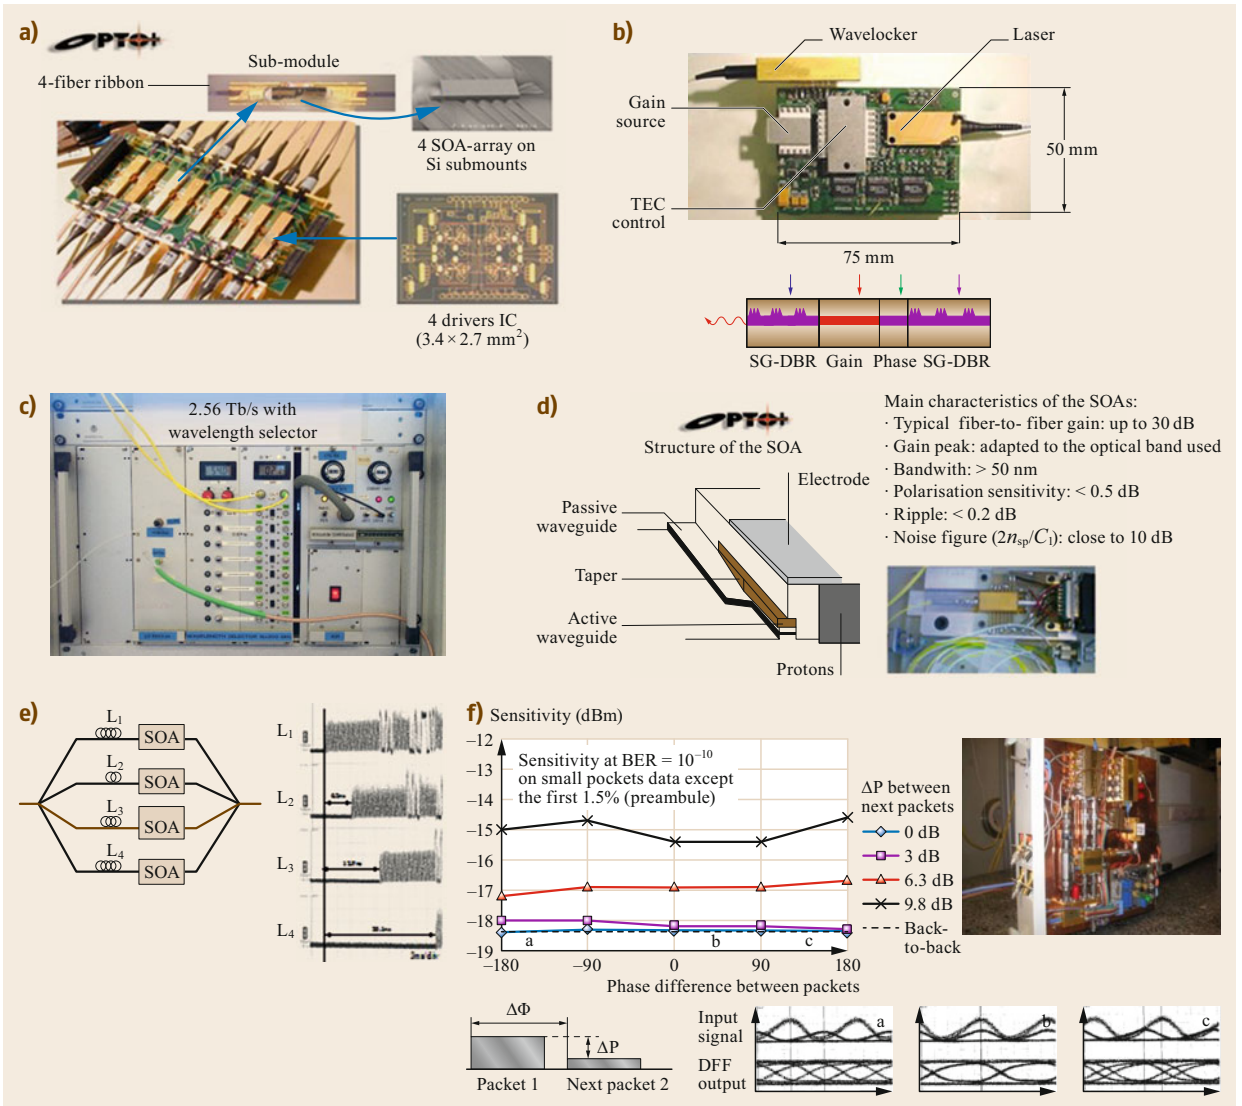 a)
OPTO+
Sub-module
4-fiber ribbon
4 SOA-array on
Si submounts
4 drivers IC
(3.4 × 2.7 mm²)
b)
Wavelocker
Laser
Gain
source
50 mm
TEC
control
75 mm
SG-DBR Gain Phase SG-DBR
c)
2.56 Tb/s with
wavelength selector
d)
OPTO+
Structure of the SOA
Electrode
Passive
waveguide
Taper
Active
waveguide
Protons
Main characteristics of the SOAs:
· Typical fiber-to- fiber gain: up to 30 dB
· Gain peak: adapted to the optical band used
· Bandwith: > 50 nm
· Polarisation sensitivity: < 0.5 dB
· Ripple: < 0.2 dB
· Noise figure (2nsp/C1): close to 10 dB
e)
L1
SOA
L2
SOA
L3
SOA
L4
SOA
L1
L2
L3
L4
f)
Sensitivity (dBm)
–12
–13
–14
–15
–16
–17
–18
–19
Sensitivity at BER = 10⁻¹⁰
on small pockets data except
the first 1.5% (preambule)
a b c
–180 –90 0 90 180
Phase difference between packets
ΔP between
next packets
0 dB
3 dB
6.3 dB
9.8 dB
Back-
to-back
ΔΦ
ΔP
Packet 1 Next packet 2
Input
signal
DFF
output
a
b
c